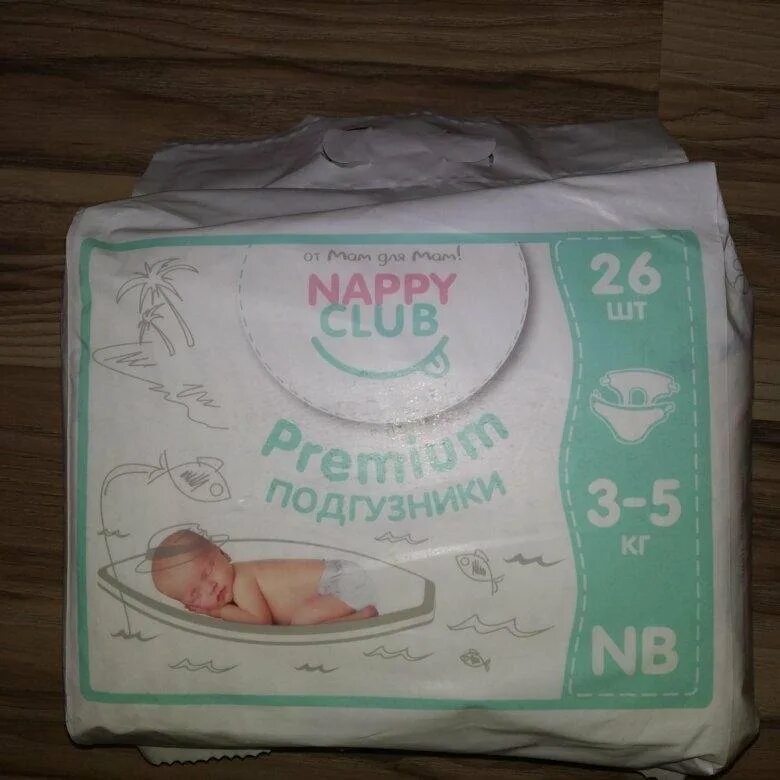 от Мам для Мам!
NAPPY
CLUB
Premium
ПОДГУЗНИКИ
26
ШТ
3-5
КГ
NB